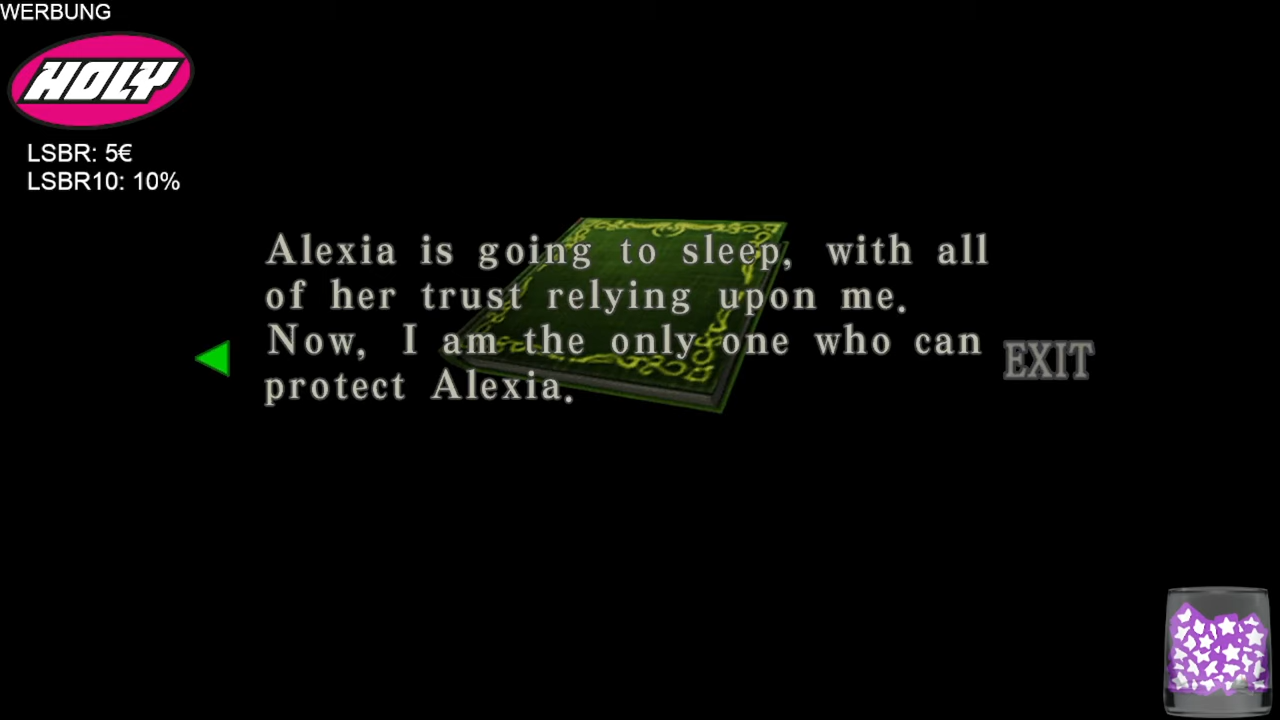 WERBUNG
HOLY
LSBR: 5€
LSBR10: 10%
Alexia is going to sleep, with all
of her trust relying upon me.
Now, I am the only one who can
protect Alexia.
EXIT